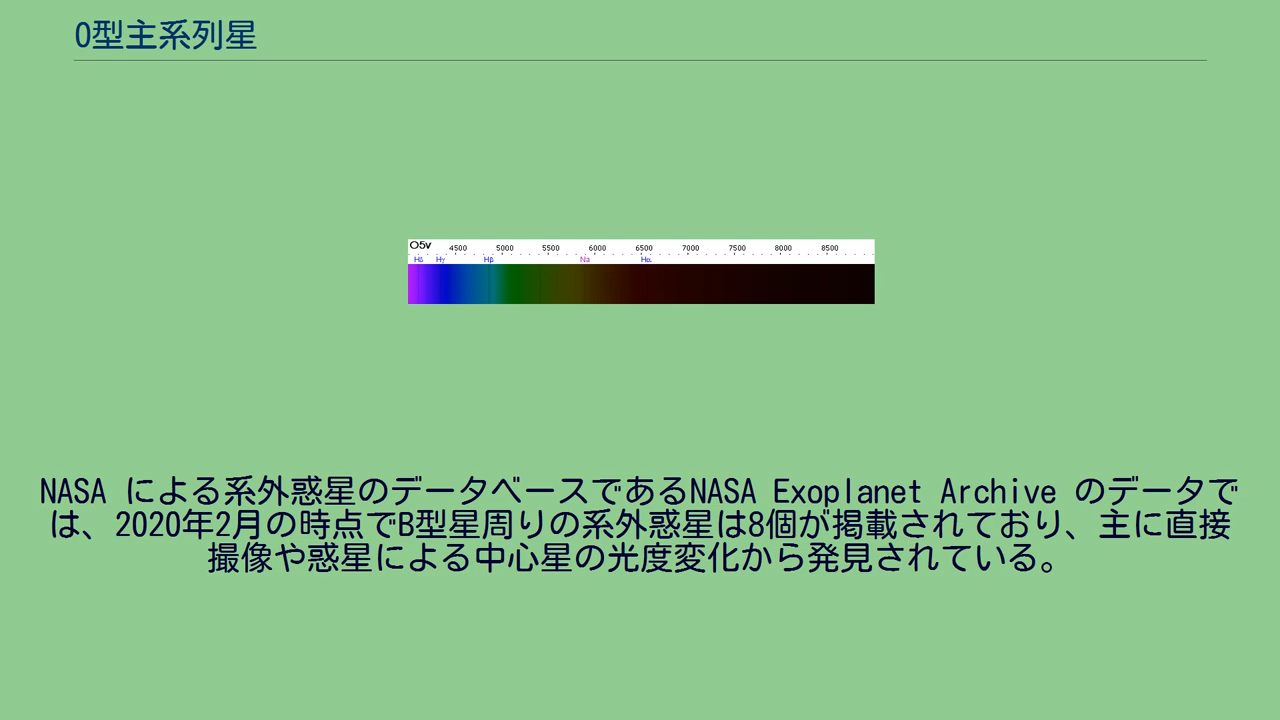 O型主系列星
O5v 4500 5000 5500 6000 6500 7000 7500 8000 8500
Hδ Hγ Hβ Na Hα
NASA による系外惑星のデータベースであるNASA Exoplanet Archive のデータで
は、2020年2月の時点でB型星周りの系外惑星は8個が掲載されており、主に直接
撮像や惑星による中心星の光度変化から発見されている。